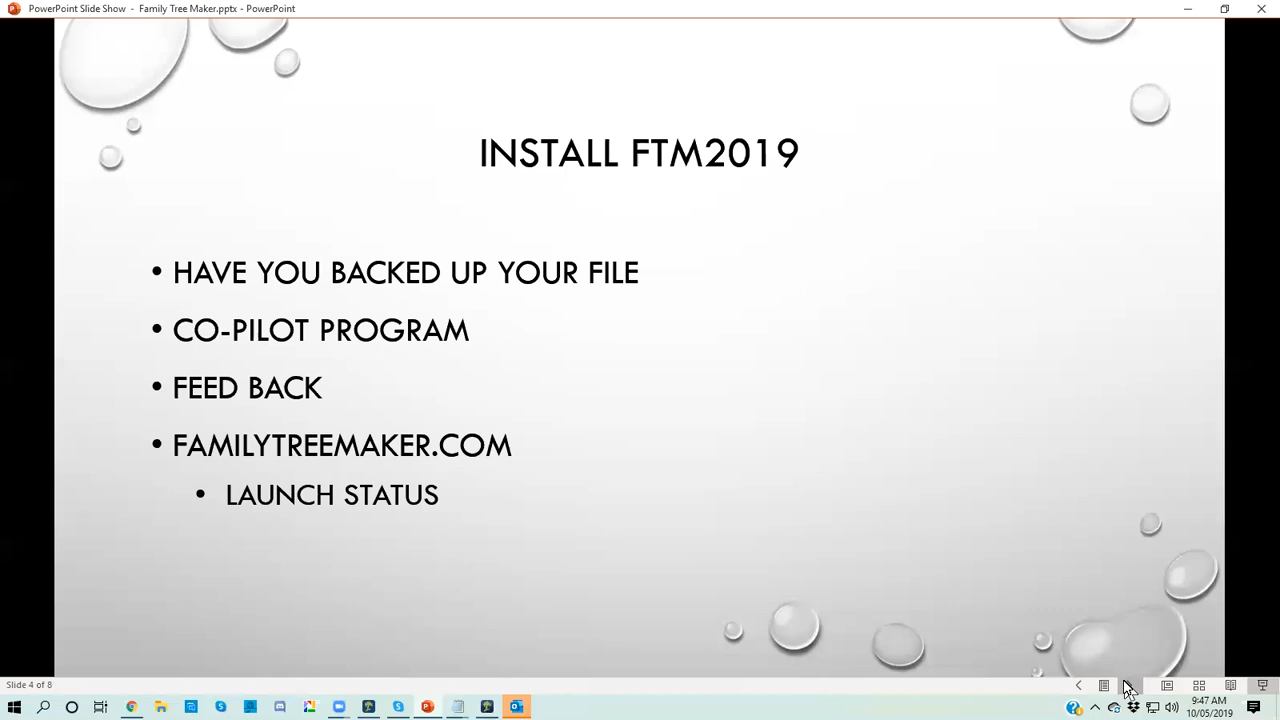 PowerPoint Slide Show - Family Tree Maker.pptx - PowerPoint
INSTALL FTM2019
• HAVE YOU BACKED UP YOUR FILE
• CO-PILOT PROGRAM
• FEED BACK
• FAMILYTREEMAKER.COM
• LAUNCH STATUS
Slide 4 of 8
9:47 AM
10/05/2019